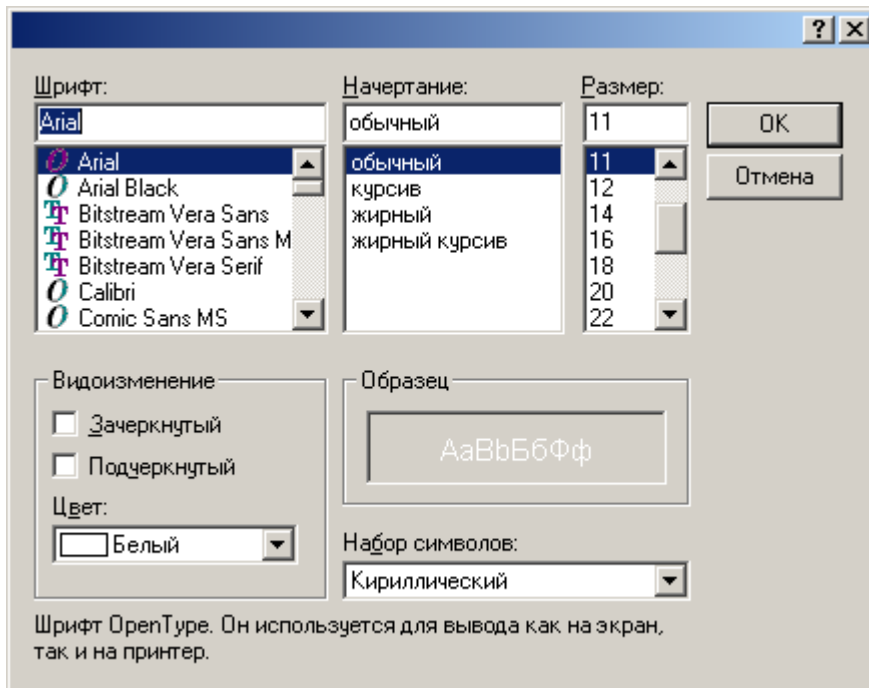 Шрифт:
Arial
Arial
Arial Black
Bitstream Vera Sans
Bitstream Vera Sans M
Bitstream Vera Serif
Calibri
Comic Sans MS
Начертание:
обычный
обычный
курсив
жирный
жирный курсив
Размер:
11
11
12
14
16
18
20
22
OK
Отмена
Видоизменение
Зачеркнутый
Подчеркнутый
Цвет:
Белый
Образец
AaBbБбФф
Набор символов:
Кириллический
Шрифт OpenType. Он используется для вывода как на экран,
так и на принтер.